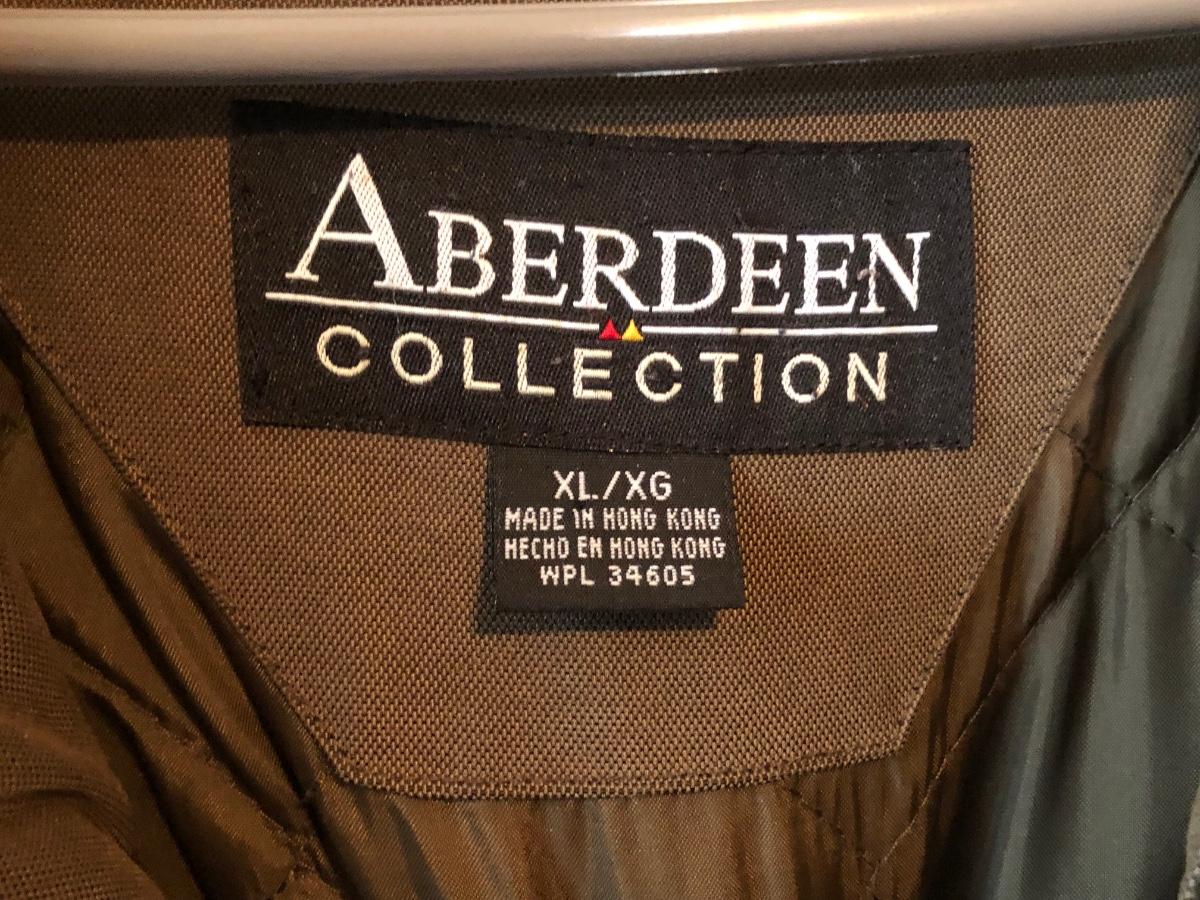 ABERDEEN
COLLECTION
XL/XG
MADE IN HONG KONG
HECHO EN HONG KONG
WPL 34605